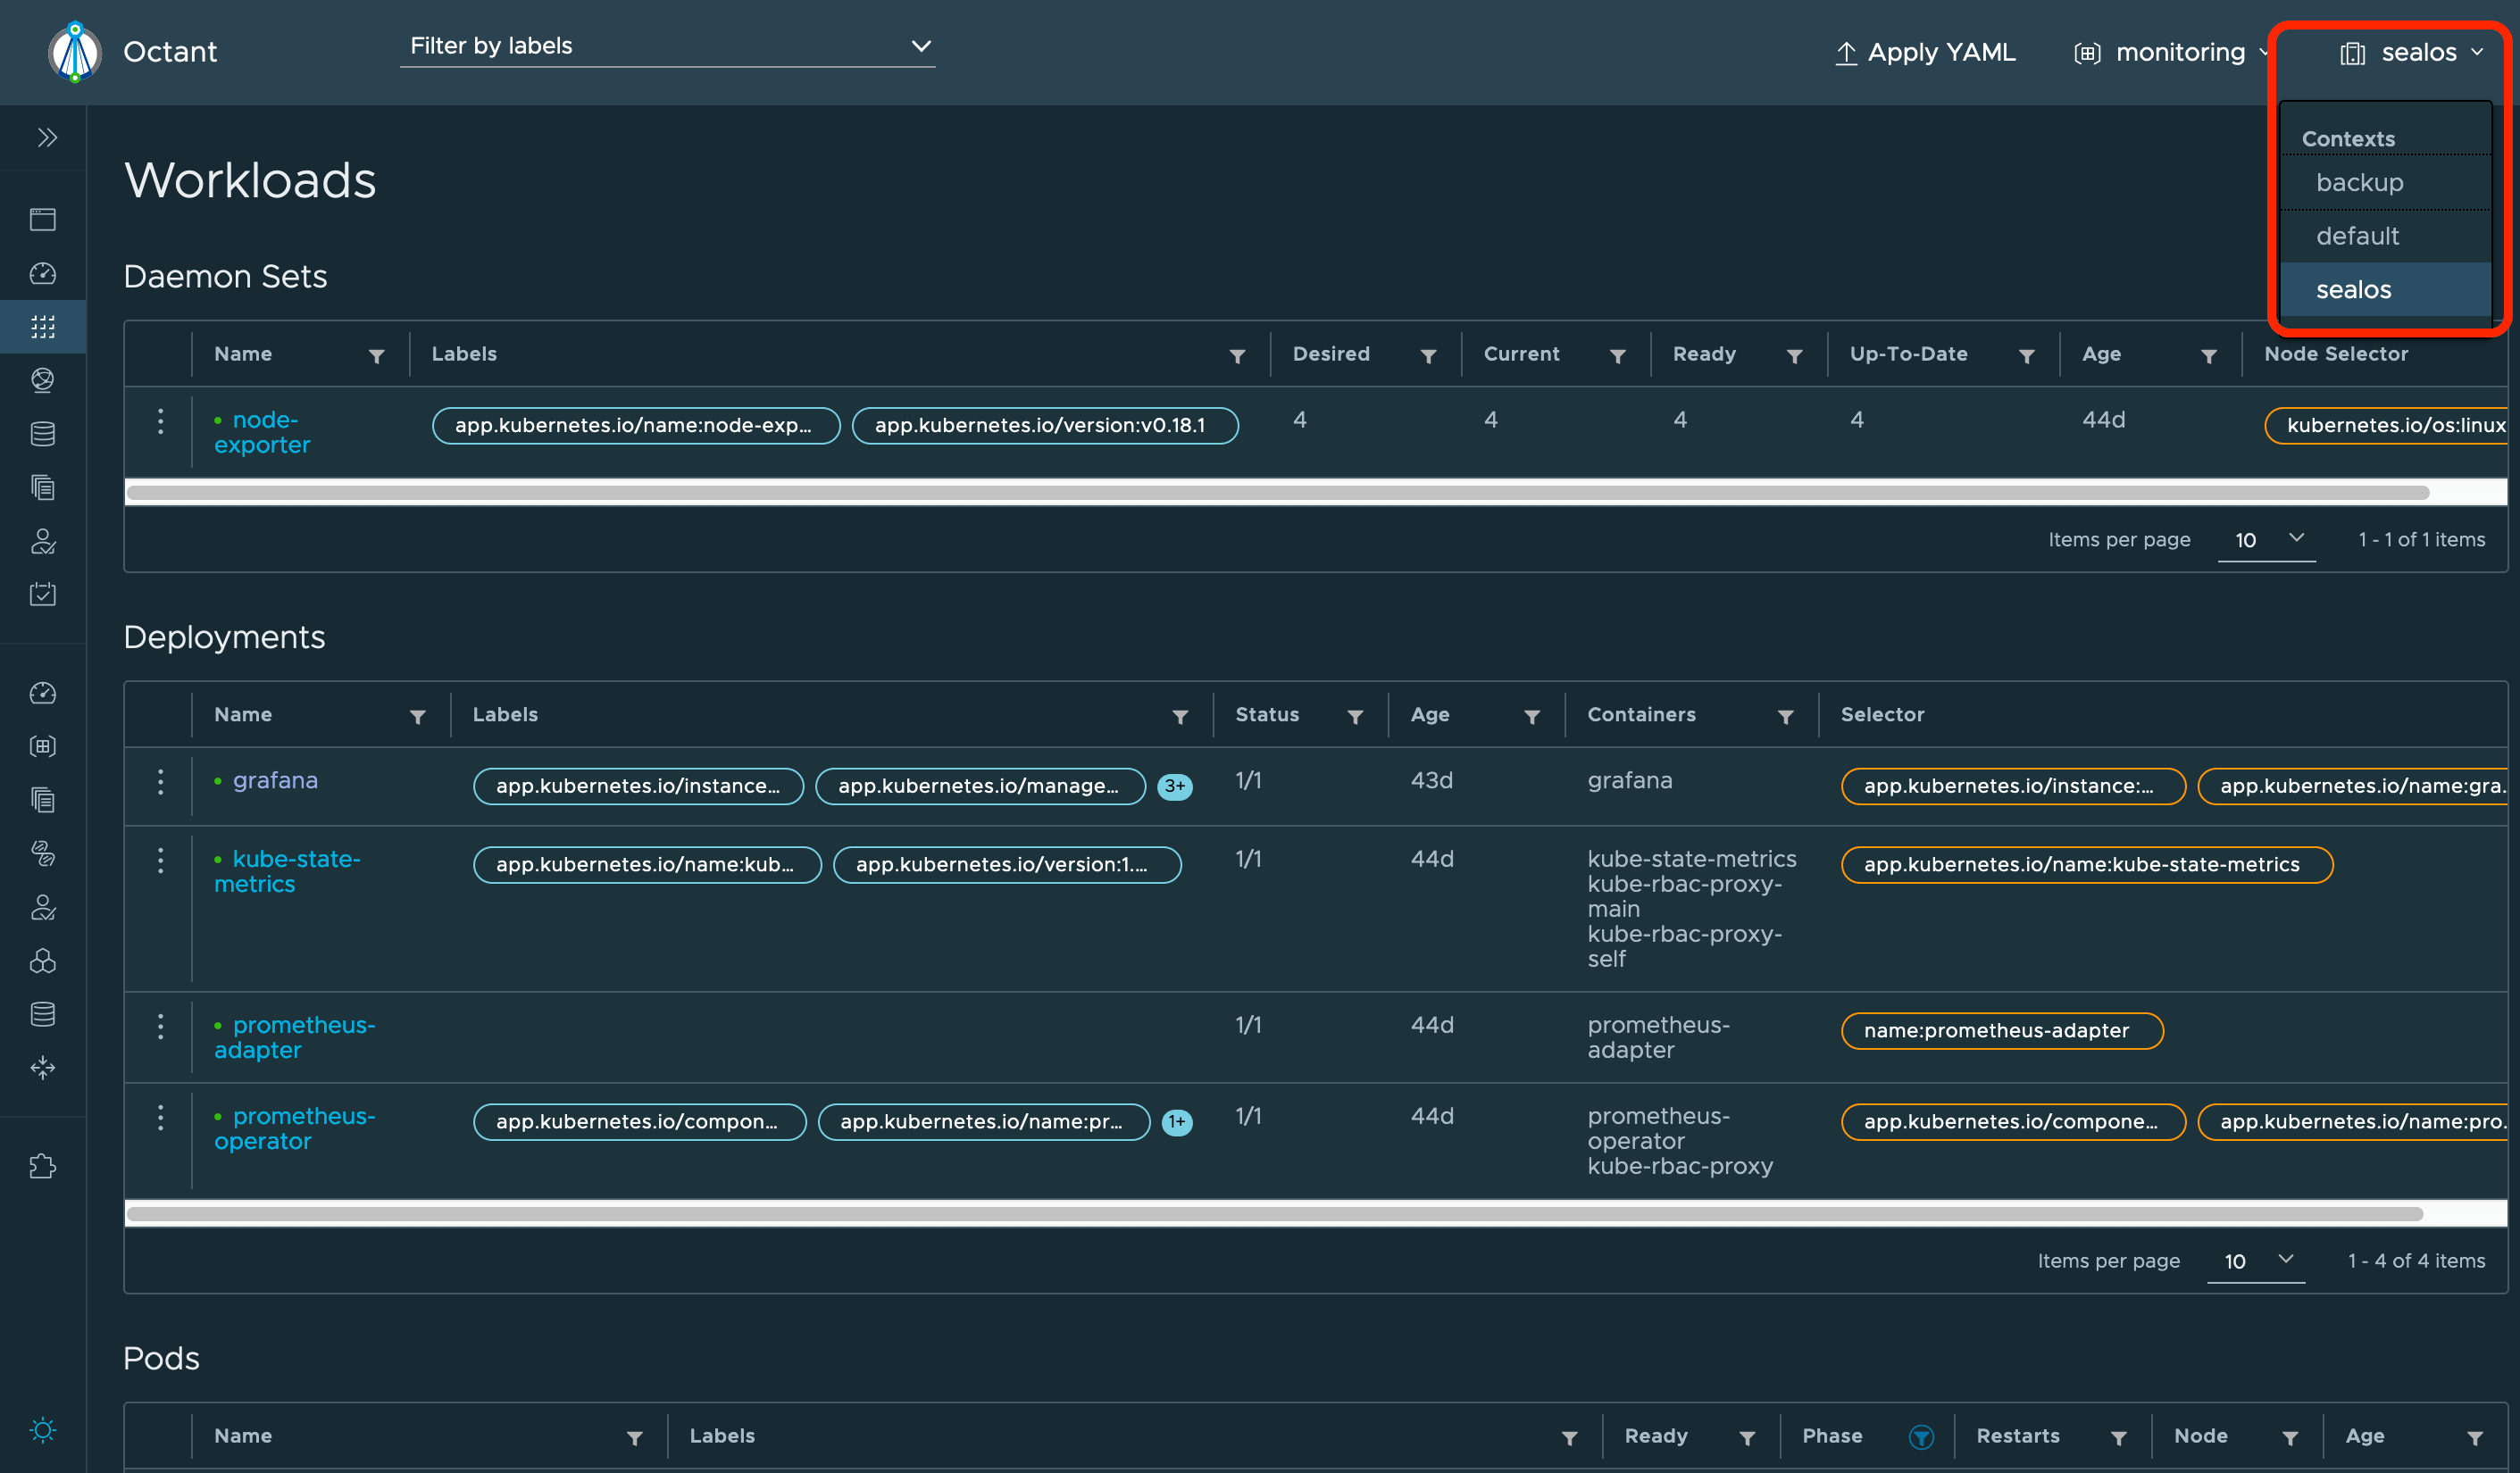 Octant
Filter by labels
Apply YAML
monitoring
sealos
Contexts
backup
default
sealos
Workloads
Daemon Sets
Name Labels Desired Current Ready Up-To-Date Age Node Selector
node-exporter app.kubernetes.io/name:node-exp... app.kubernetes.io/version:v0.18.1 4 4 4 4 44d kubernetes.io/os:linux
Items per page 10 1 - 1 of 1 items
Deployments
Name Labels Status Age Containers Selector
grafana app.kubernetes.io/instance... app.kubernetes.io/manage... 3+ 1/1 43d grafana app.kubernetes.io/instance:... app.kubernetes.io/name:gra.
kube-state- app.kubernetes.io/name:kub... app.kubernetes.io/version:1.... 1/1 44d kube-state-metrics app.kubernetes.io/name:kube-state-metrics
metrics kube-rbac-proxy-
main
kube-rbac-proxy-
self
prometheus- 1/1 44d prometheus- name:prometheus-adapter
adapter adapter
prometheus- app.kubernetes.io/compon... app.kubernetes.io/name:pr... 1+ 1/1 44d prometheus- app.kubernetes.io/compone... app.kubernetes.io/name:pro.
operator operator
kube-rbac-proxy
Items per page 10 1 - 4 of 4 items
Pods
Name Labels Ready Phase Restarts Node Age